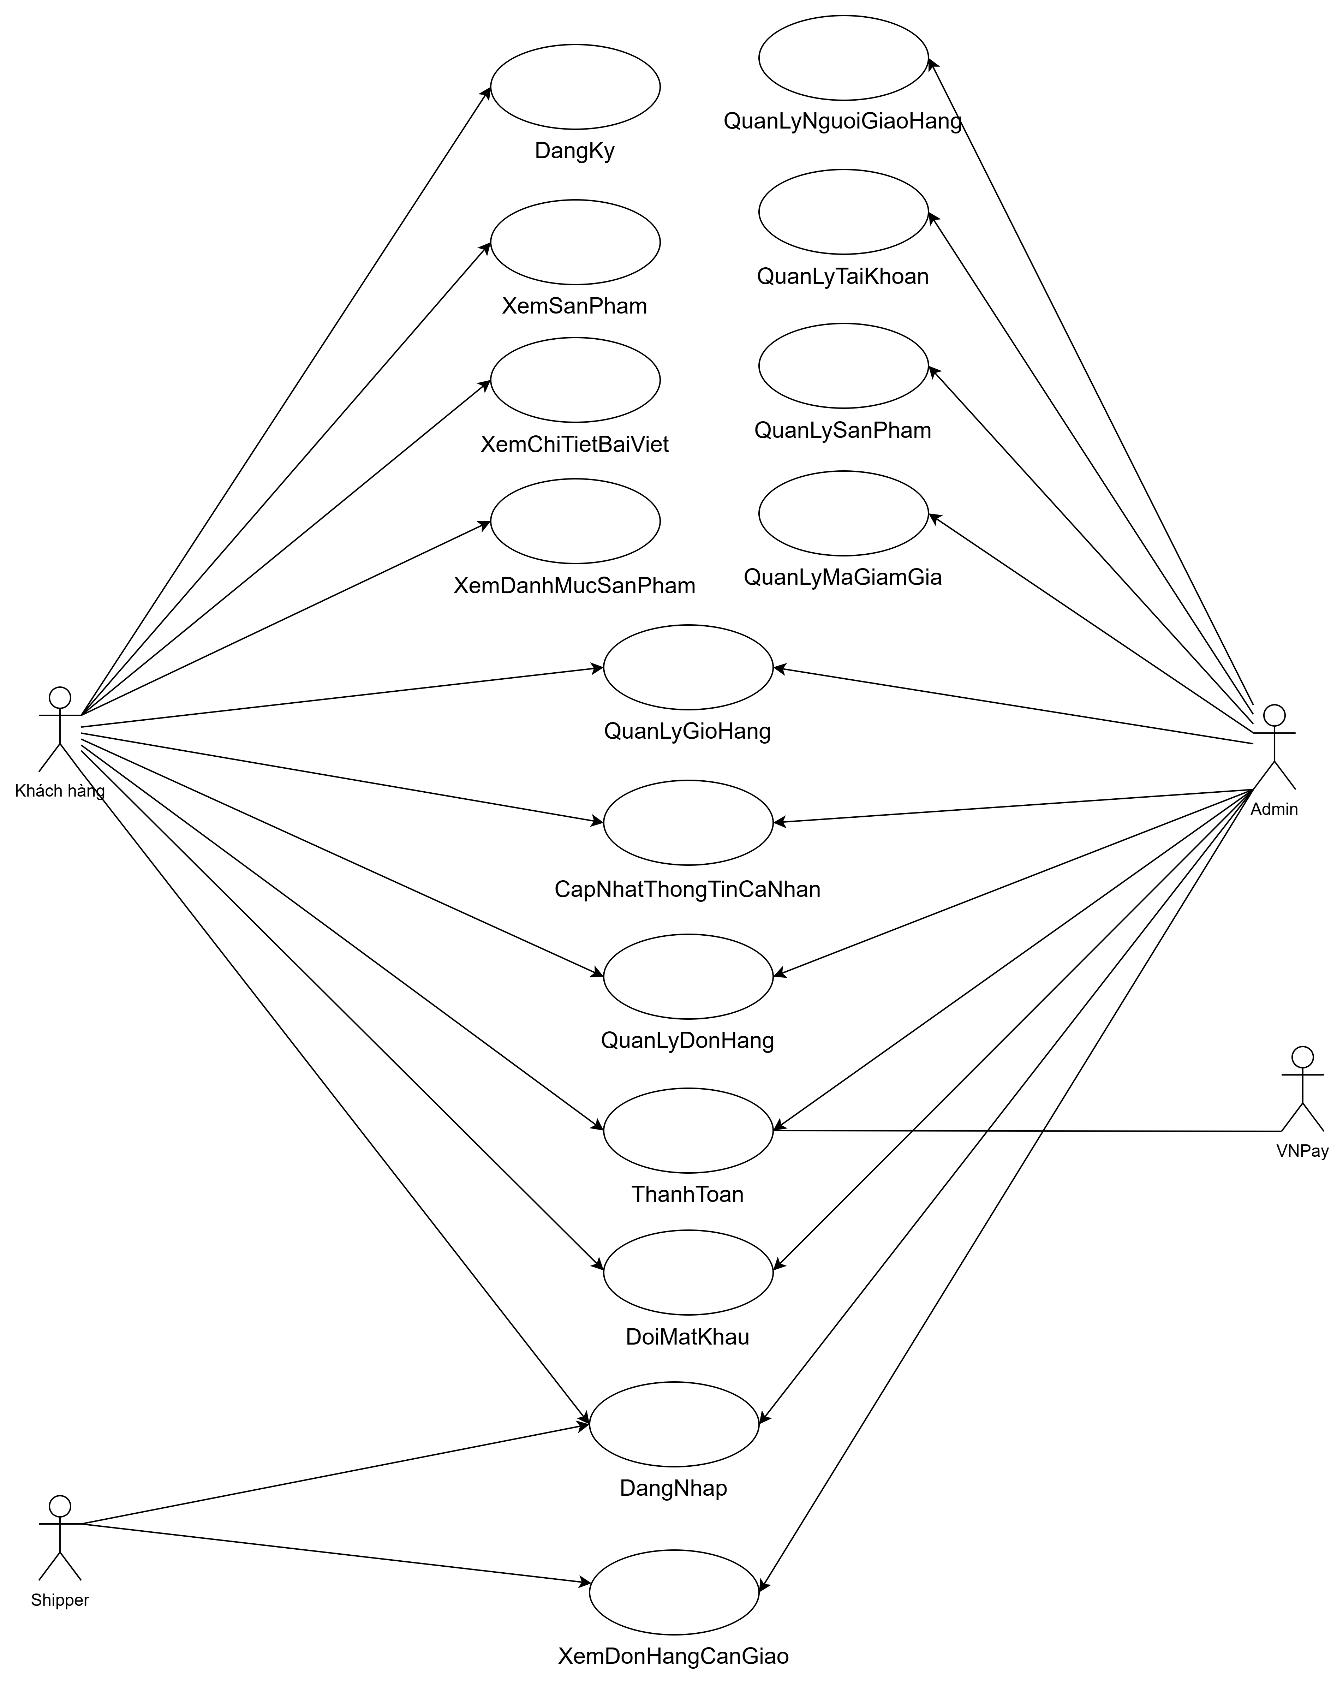 QuanLyNguoiGiaoHang
DangKy
QuanLyTaiKhoan
XemSanPham
QuanLySanPham
XemChiTietBaiViet
QuanLyMaGiamGia
XemDanhMucSanPham
QuanLyGioHang
Khách hàng
Admin
CapNhatThongTinCaNhan
QuanLyDonHang
VNPay
ThanhToan
DoiMatKhau
DangNhap
Shipper
XemDonHangCanGiao